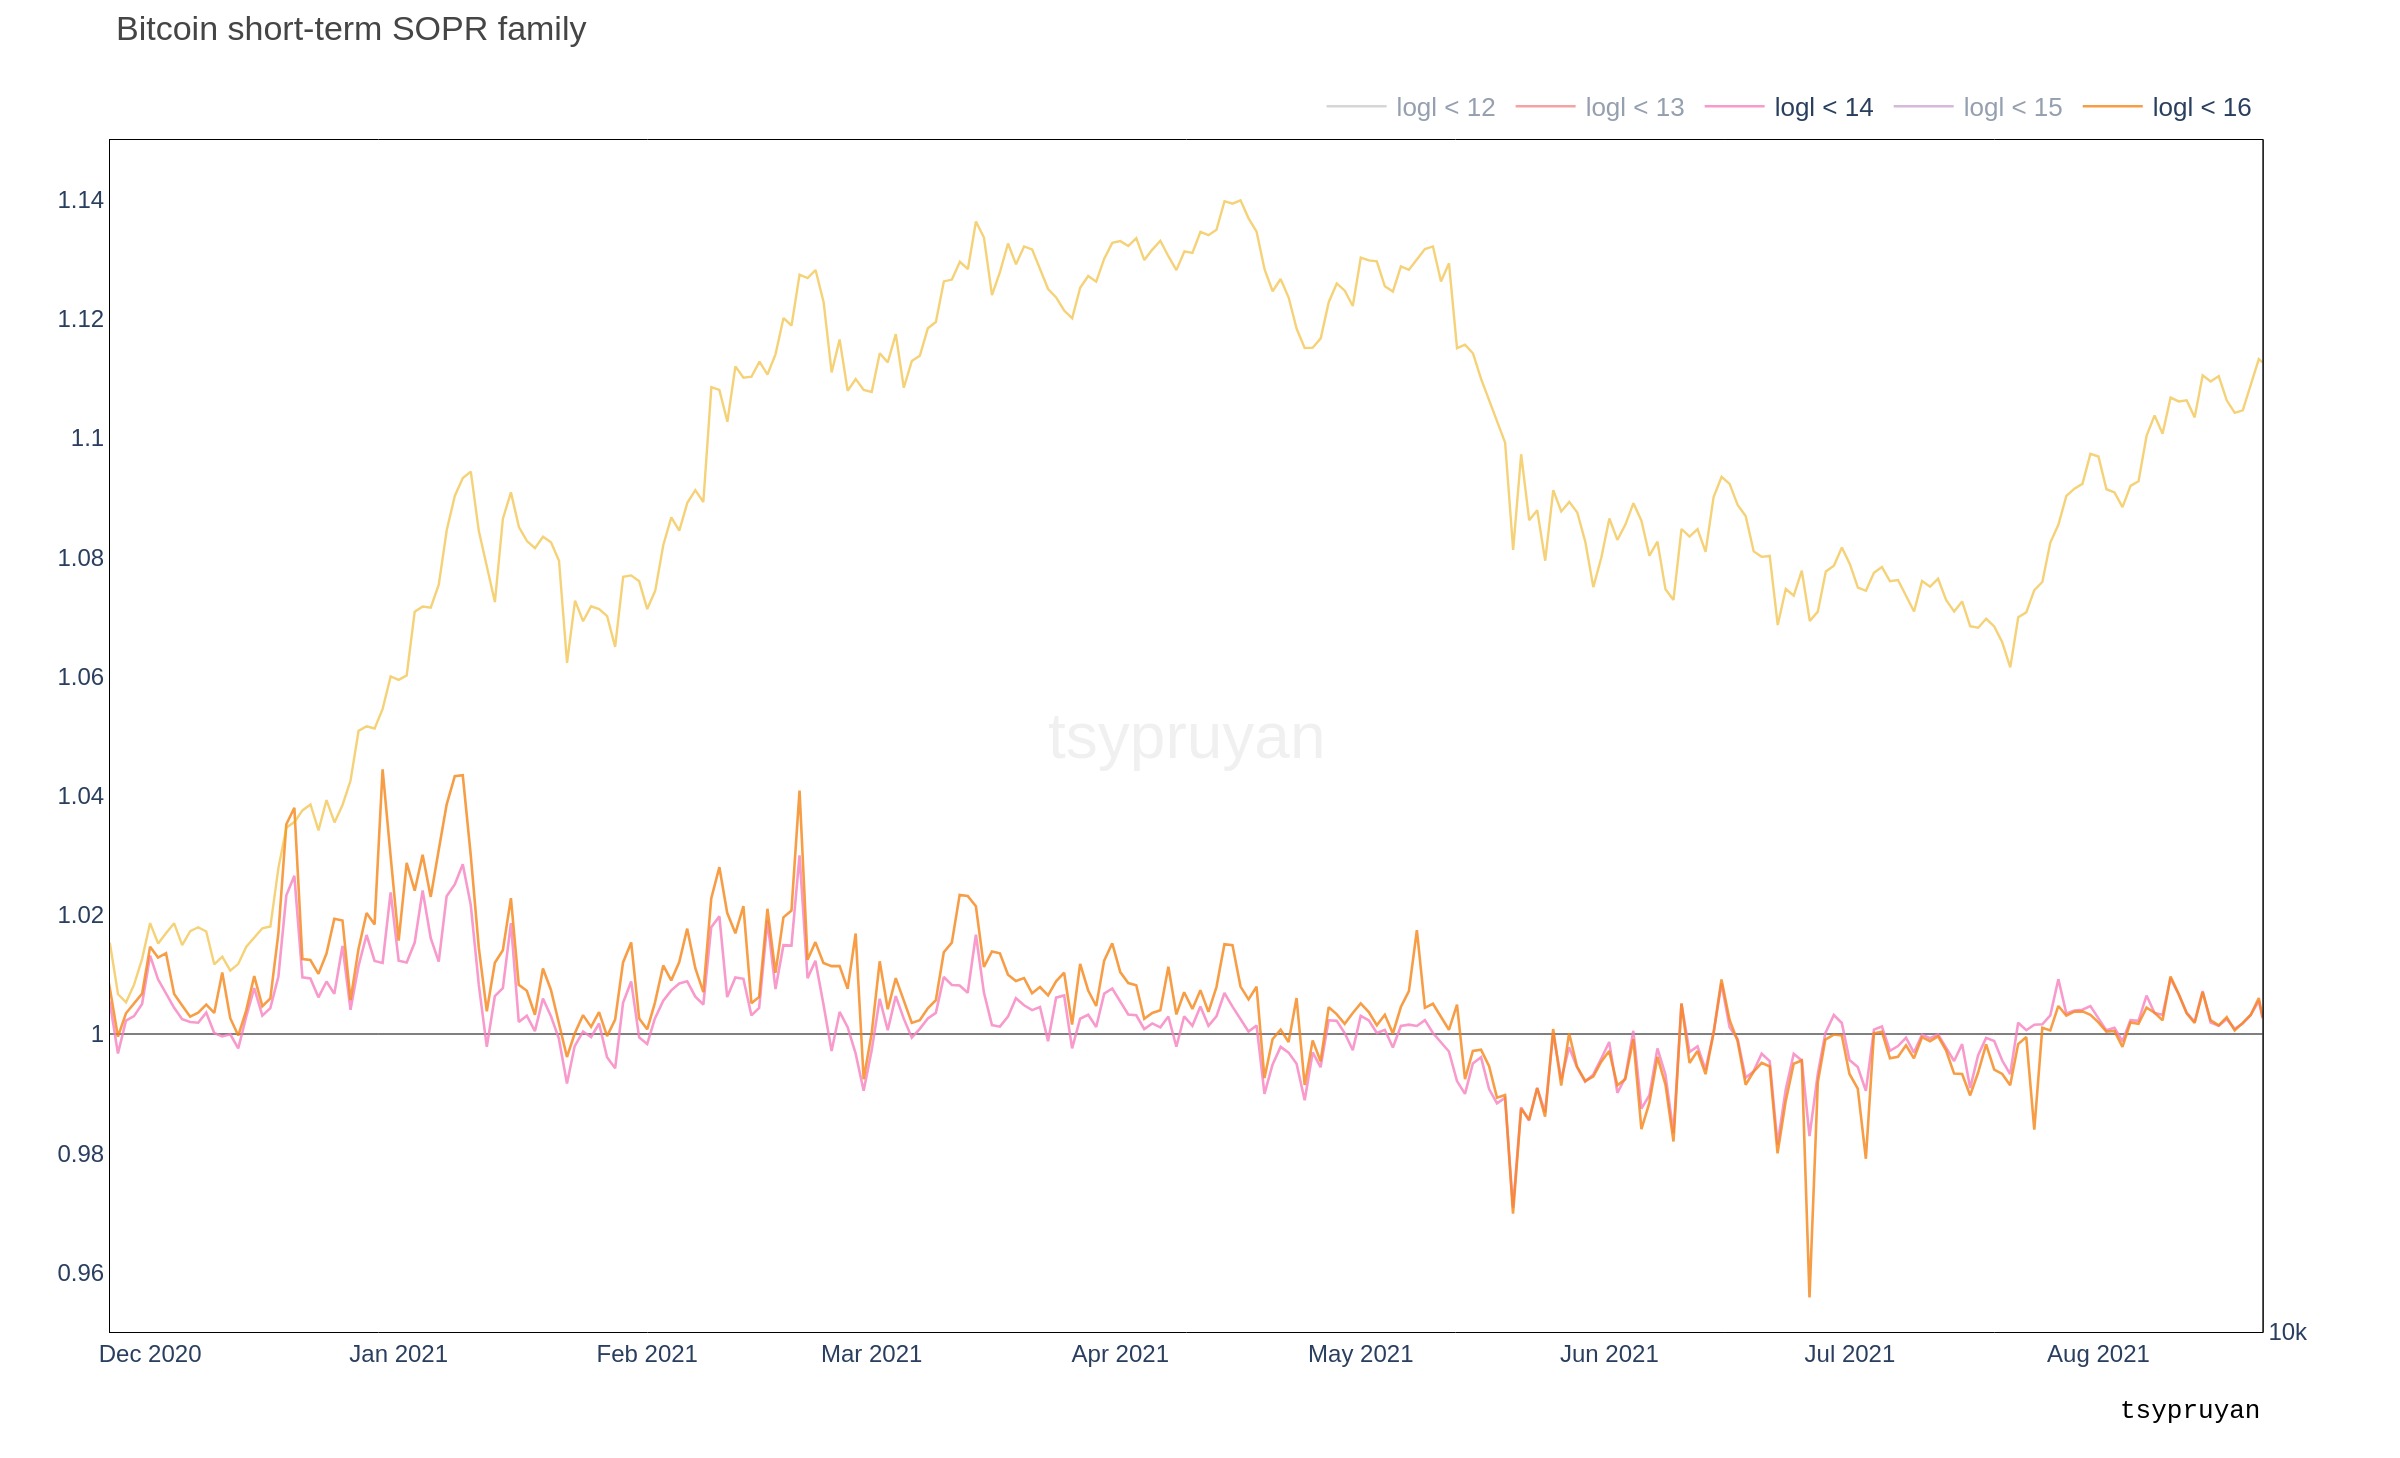 Bitcoin short-term SOPR family
logl < 12 logl < 13 logl < 14 logl < 15 logl < 16
1.14
1.12
1.1
1.08
1.06
tsypruyan
1.04
1.02
1
0.98
0.96
10k
Dec 2020 Jan 2021 Feb 2021 Mar 2021 Apr 2021 May 2021 Jun 2021 Jul 2021 Aug 2021
tsypruyan